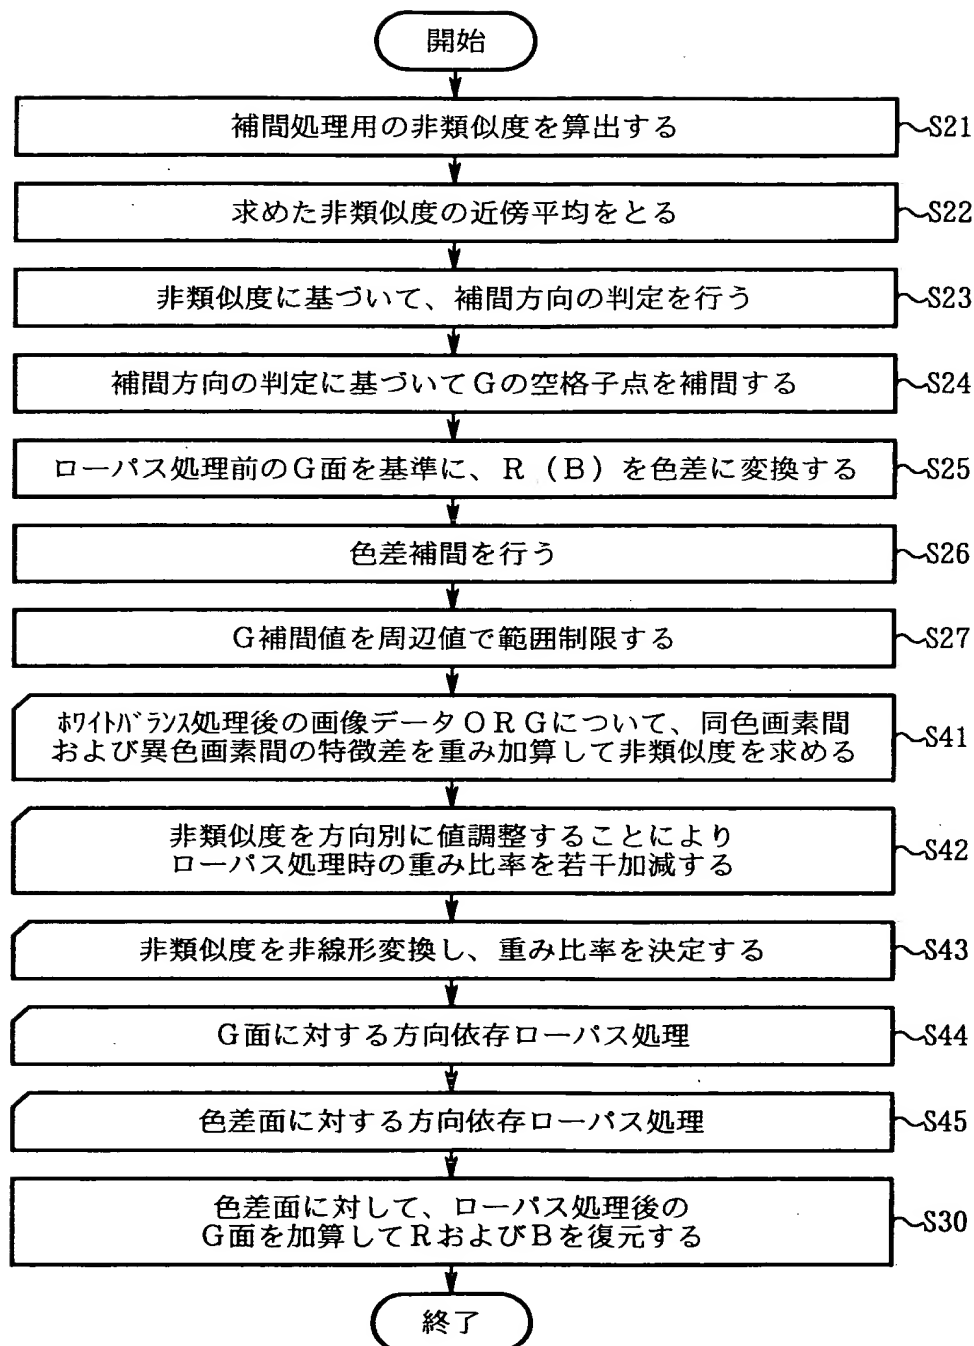 開始
補間処理用の非類似度を算出する
S21
求めた非類似度の近傍平均をとる
S22
非類似度に基づいて、補間方向の判定を行う
S23
補間方向の判定に基づいてGの空格子点を補間する
S24
ローパス処理前のG面を基準に、R(B)を色差に変換する
S25
色差補間を行う
S26
G補間値を周辺値で範囲制限する
S27
ホワイトバランス処理後の画像データORGについて、同色画素間
および異色画素間の特徴差を重み加算して非類似度を求める
S41
非類似度を方向別に値調整することにより
ローパス処理時の重み比率を若干加減する
S42
非類似度を非線形変換し、重み比率を決定する
S43
G面に対する方向依存ローパス処理
S44
色差面に対する方向依存ローパス処理
S45
色差面に対して、ローパス処理後の
G面を加算してRおよびBを復元する
S30
終了